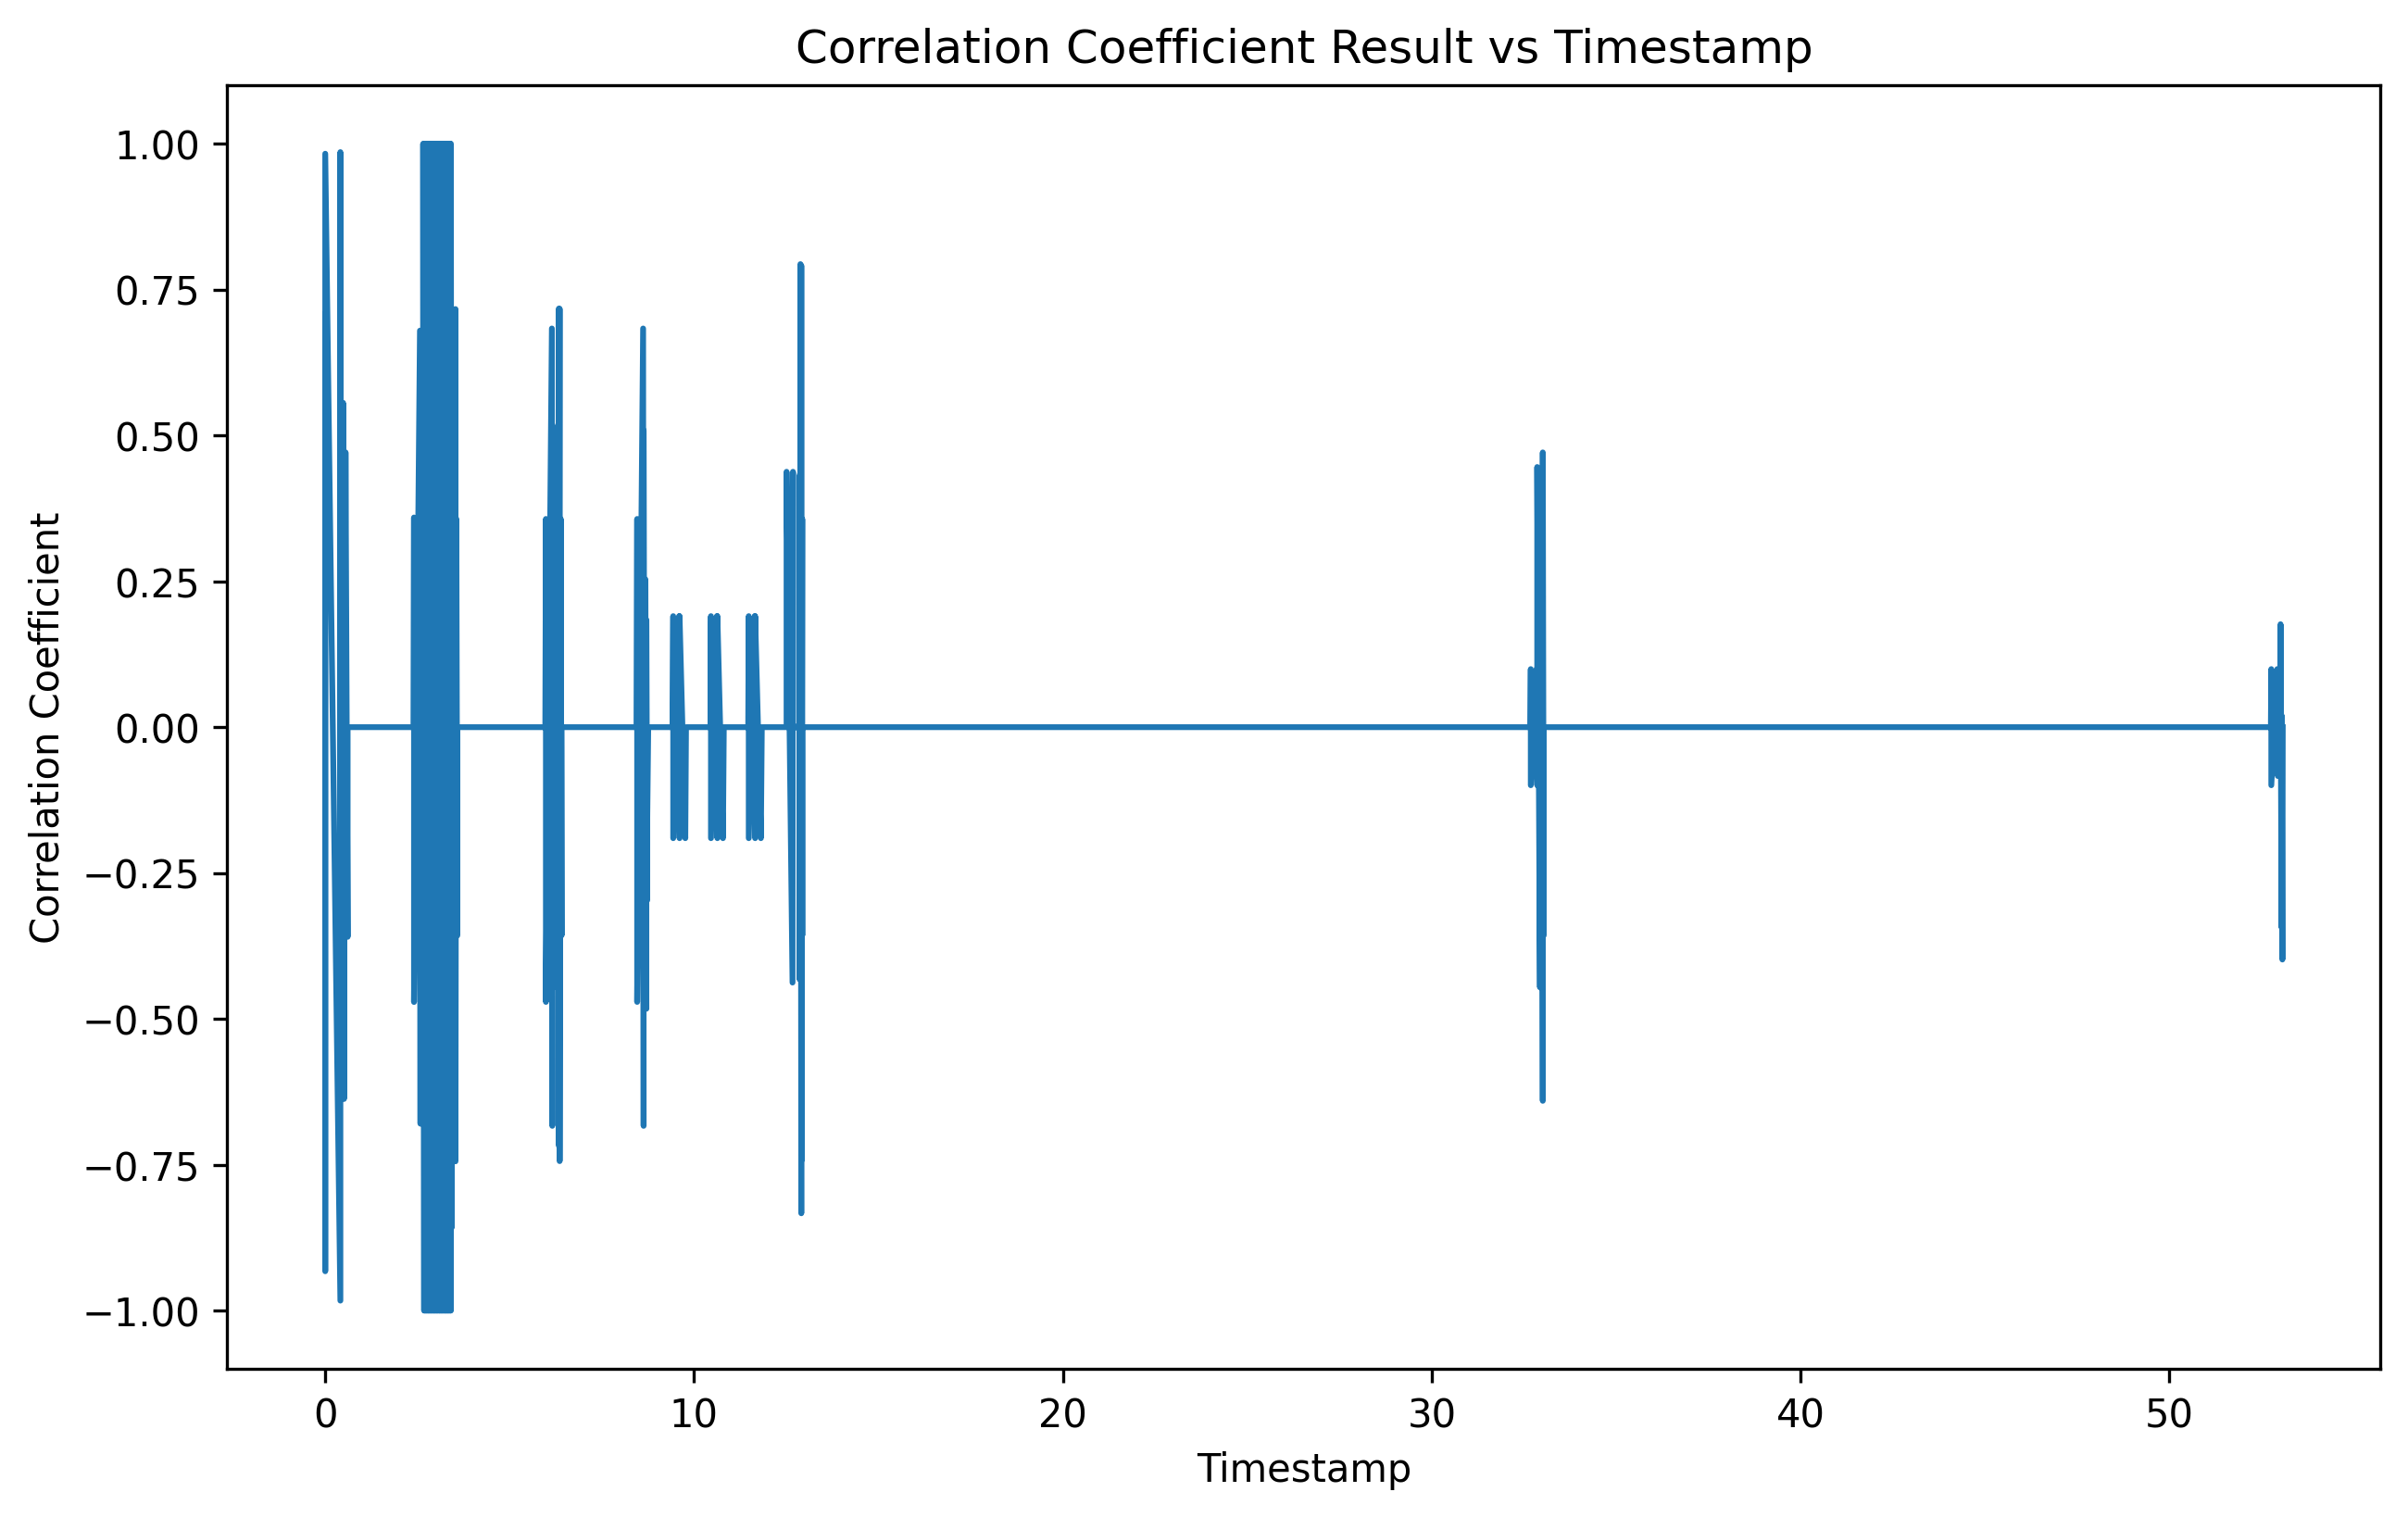 Correlation Coefficient Result vs Timestamp
1.00
0.75
0.50
0.25
0.00
−0.25
−0.50
−0.75
−1.00
Correlation Coefficient
0 10 20 30 40 50
Timestamp